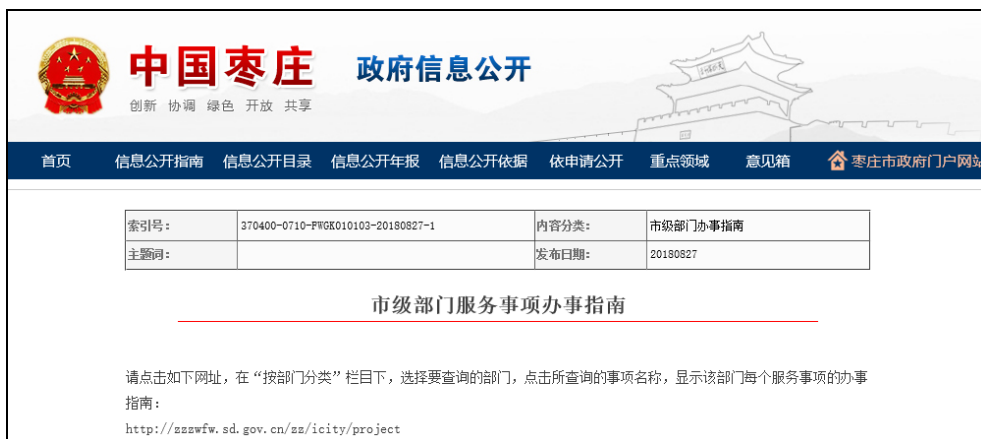 中国枣庄 政府信息公开
创新 协调 绿色 开放 共享
首页 信息公开指南 信息公开目录 信息公开年报 信息公开依据 依申请公开 重点领域 意见箱 枣庄市政府门户网站
索引号： 370400-0710-FWGK010103-20180827-1 内容分类： 市级部门办事指南
主题词： 发布日期： 20180827
市级部门服务事项办事指南
请点击如下网址，在“按部门分类”栏目下，选择要查询的部门，点击所查询的事项名称，显示该部门每个服务事项的办事
指南：
http://zzzwfw.sd.gov.cn/zz/icity/project